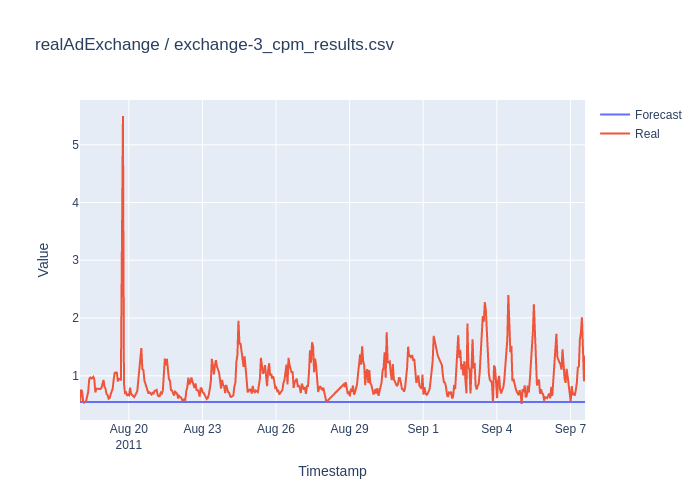 realAdExchange / exchange-3_cpm_results.csv
Forecast
Real
5
4
3
2
1
Value
Aug 20
2011
Aug 23
Aug 26
Aug 29
Sep 1
Sep 4
Sep 7
Timestamp